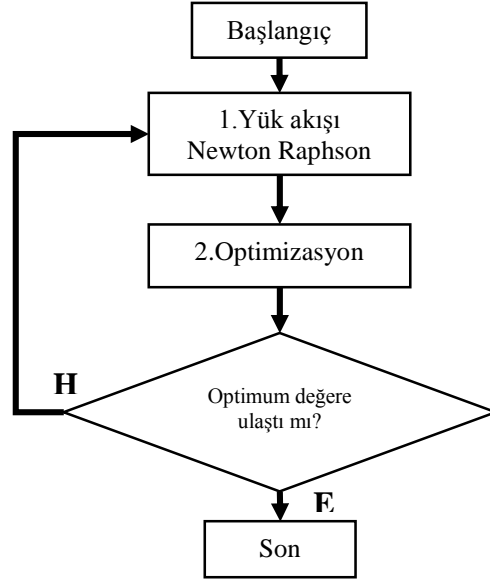 Başlangıç
1.Yük akışı
Newton Raphson
2.Optimizasyon
H
Optimum değere
ulaştı mı?
E
Son